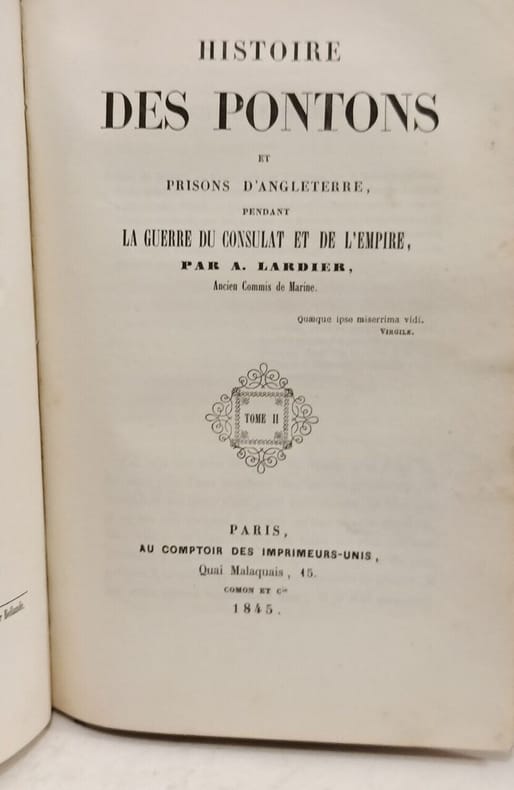 HISTOIRE
DES PONTONS
ET
PRISONS D'ANGLETERRE,
PENDANT
LA GUERRE DU CONSULAT ET DE L'EMPIRE,
PAR A. LARDIER,
Ancien Commis de Marine.
Quæque ipse miserrima vidi.
VIRGILE.
TOME II
PARIS,
AU COMPTOIR DES IMPRIMEURS-UNIS,
Quai Malaquais, 15.
COMON ET Cie
1845.